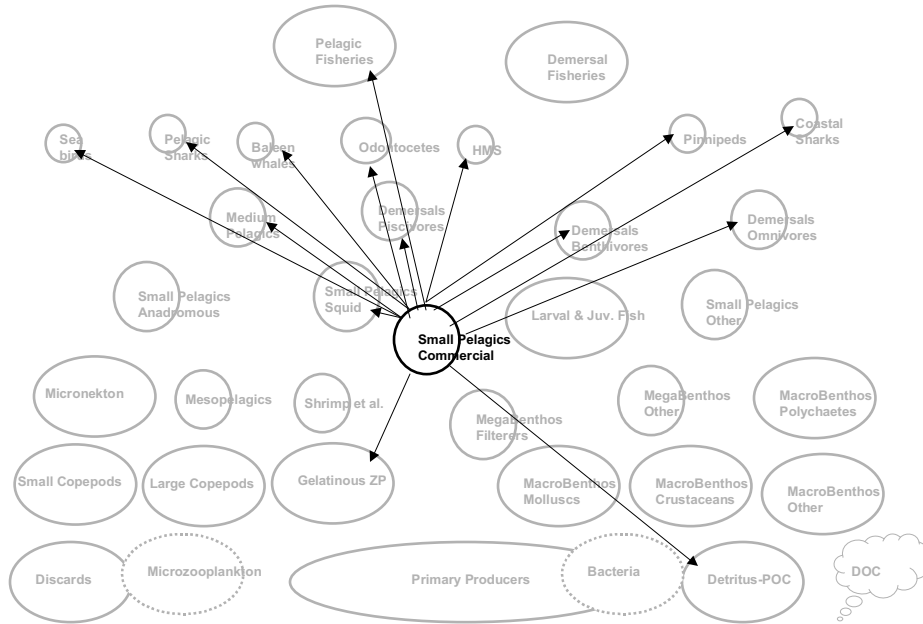 Pelagic
Fisheries
Demersal
Fisheries
Sea
birds
Pelagic
Sharks
Baleen
whales
Odontocetes
HMS
Pinnipeds
Coastal
Sharks
Medium
Pelagics
Demersals
Piscivores
Demersals
Benthivores
Demersals
Omnivores
Small Pelagics
Anadromous
Small Pelagics
Squid
Larval & Juv. Fish
Small Pelagics
Other
Small Pelagics
Commercial
Micronekton
Mesopelagics
Shrimp et al.
MegaBenthos
Filterers
MegaBenthos
Other
MacroBenthos
Polychaetes
Small Copepods
Large Copepods
Gelatinous ZP
MacroBenthos
Molluscs
MacroBenthos
Crustaceans
MacroBenthos
Other
Discards
Microzooplankton
Primary Producers
Bacteria
Detritus-POC
DOC